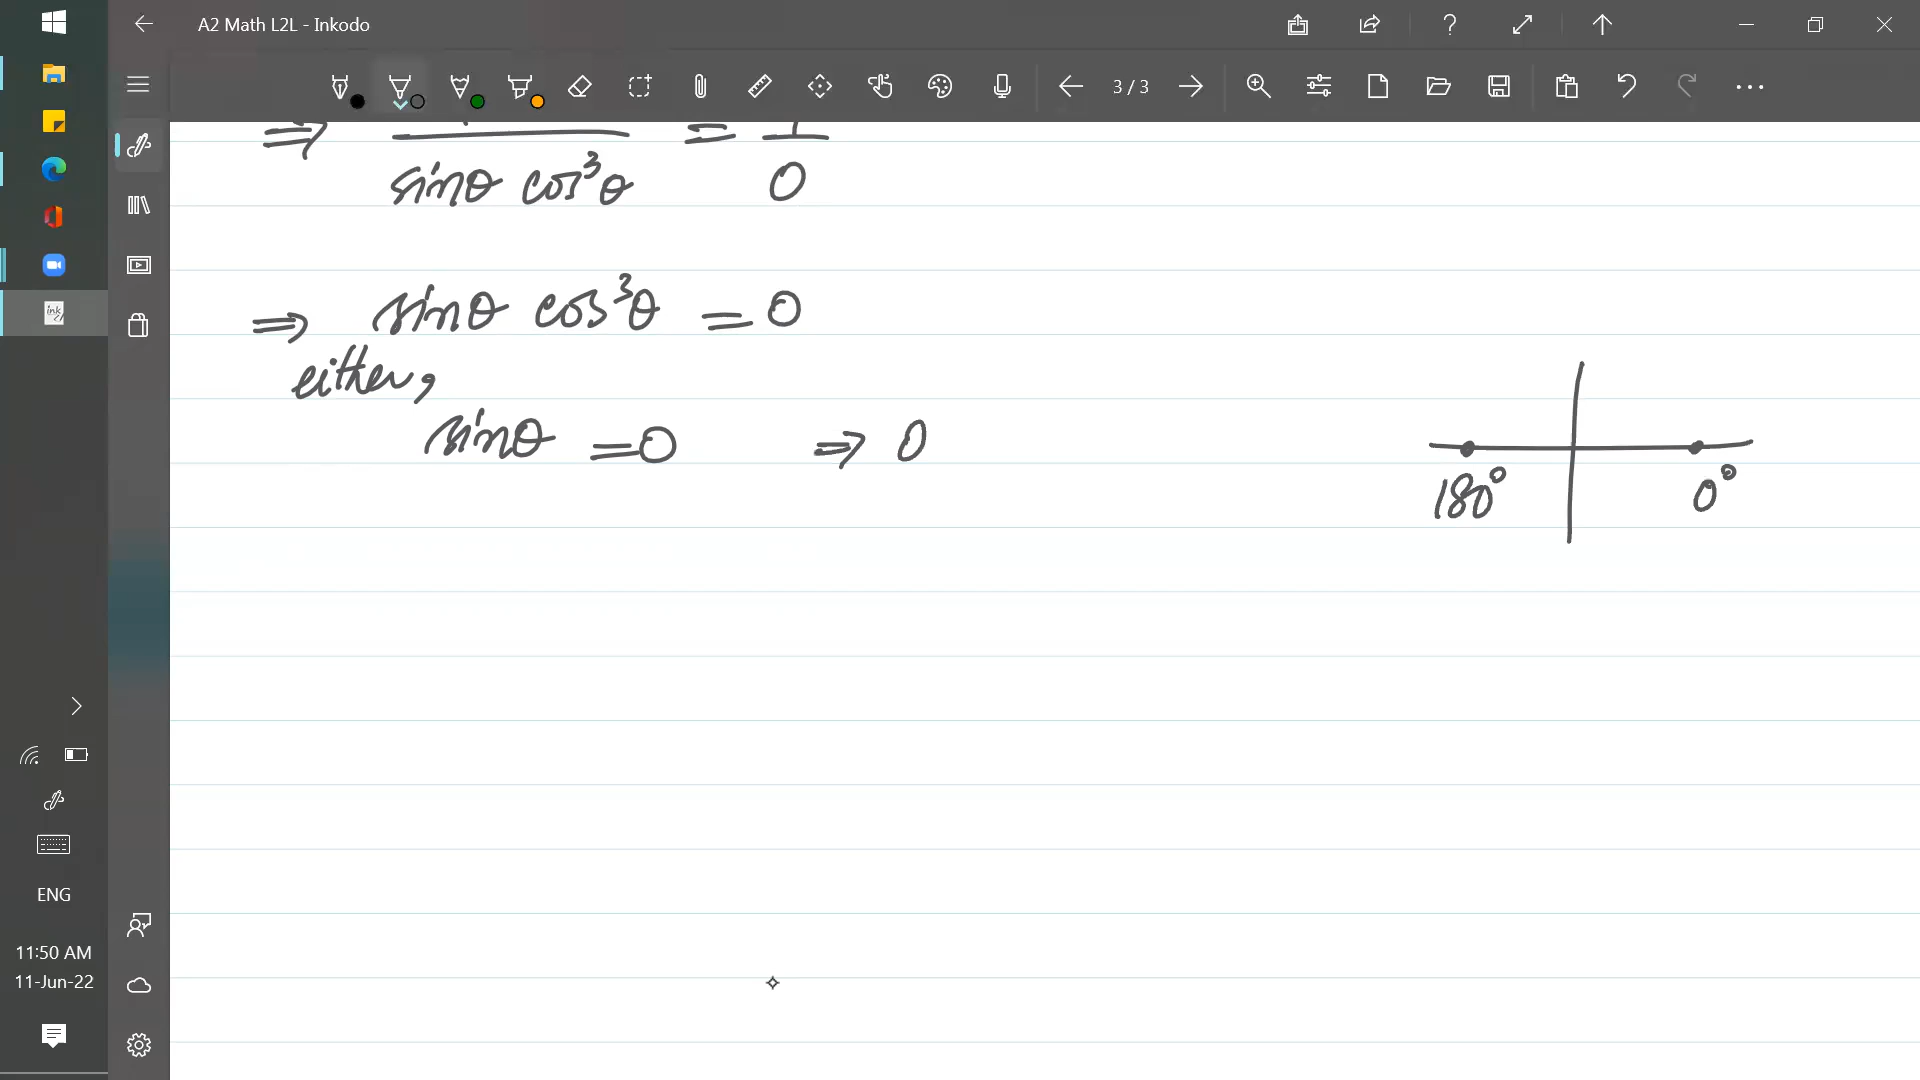 A2 Math L2L - Inkodo
3 / 3
⇒ = 1
sinθ cos³θ 0
⇒ sinθ cos³θ = 0
either,
sinθ = 0 ⇒ θ
180° 0°
ENG
11:50 AM
11-Jun-22